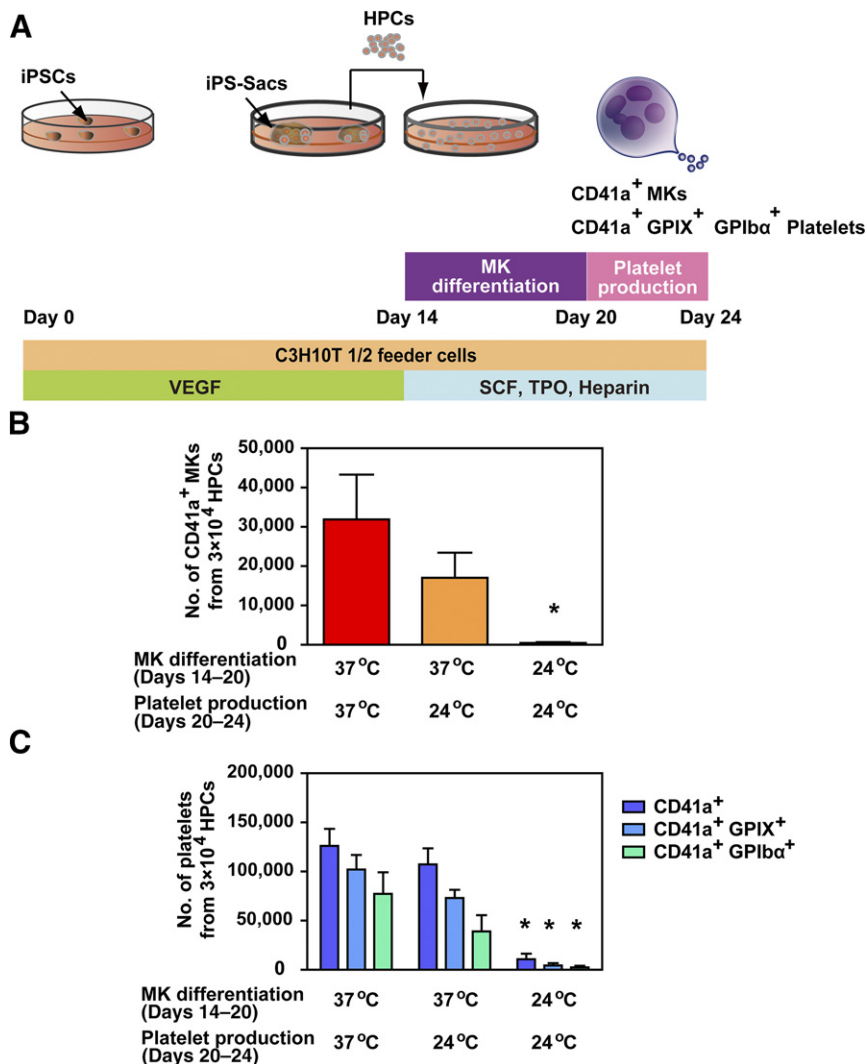 A
HPCs
iPSCs
iPS-Sacs
CD41a+ MKs
CD41a+ GPIX+ GPIbα+ Platelets
MK differentiation
Platelet production
Day 0
Day 14
Day 20
Day 24
C3H10T 1/2 feeder cells
VEGF
SCF, TPO, Heparin
B
No. of CD41a+ MKs
from 3×10⁴ HPCs
50,000
40,000
30,000
20,000
10,000
0
*
MK differentiation
(Days 14–20)
37 °C
37 °C
24 °C
Platelet production
(Days 20–24)
37 °C
24 °C
24 °C
C
No. of platelets
from 3×10⁴ HPCs
200,000
150,000
100,000
50,000
0
* * *
CD41a+
CD41a+ GPIX+
CD41a+ GPIbα+
MK differentiation
(Days 14–20)
37 °C
37 °C
24 °C
Platelet production
(Days 20–24)
37 °C
24 °C
24 °C